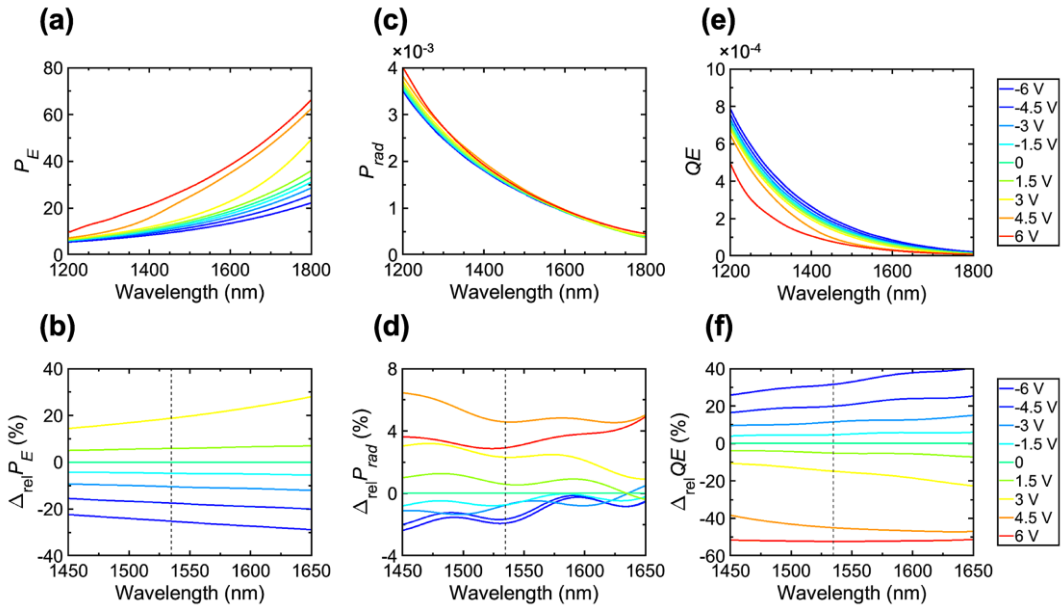 (a)
P_E
80
60
40
20
0
1200
1400
1600
1800
Wavelength (nm)
(c)
×10⁻³
P_rad
4
3
2
1
0
1200
1400
1600
1800
Wavelength (nm)
(e)
×10⁻⁴
QE
10
8
6
4
2
0
1200
1400
1600
1800
Wavelength (nm)
-6 V
-4.5 V
-3 V
-1.5 V
0
1.5 V
3 V
4.5 V
6 V
(b)
Δ_rel P_E (%)
40
20
0
-20
-40
1450
1500
1550
1600
1650
Wavelength (nm)
(d)
Δ_rel P_rad (%)
8
4
0
-4
1450
1500
1550
1600
1650
Wavelength (nm)
(f)
Δ_rel QE (%)
40
20
0
-20
-40
-60
1450
1500
1550
1600
1650
Wavelength (nm)
-6 V
-4.5 V
-3 V
-1.5 V
0
1.5 V
3 V
4.5 V
6 V